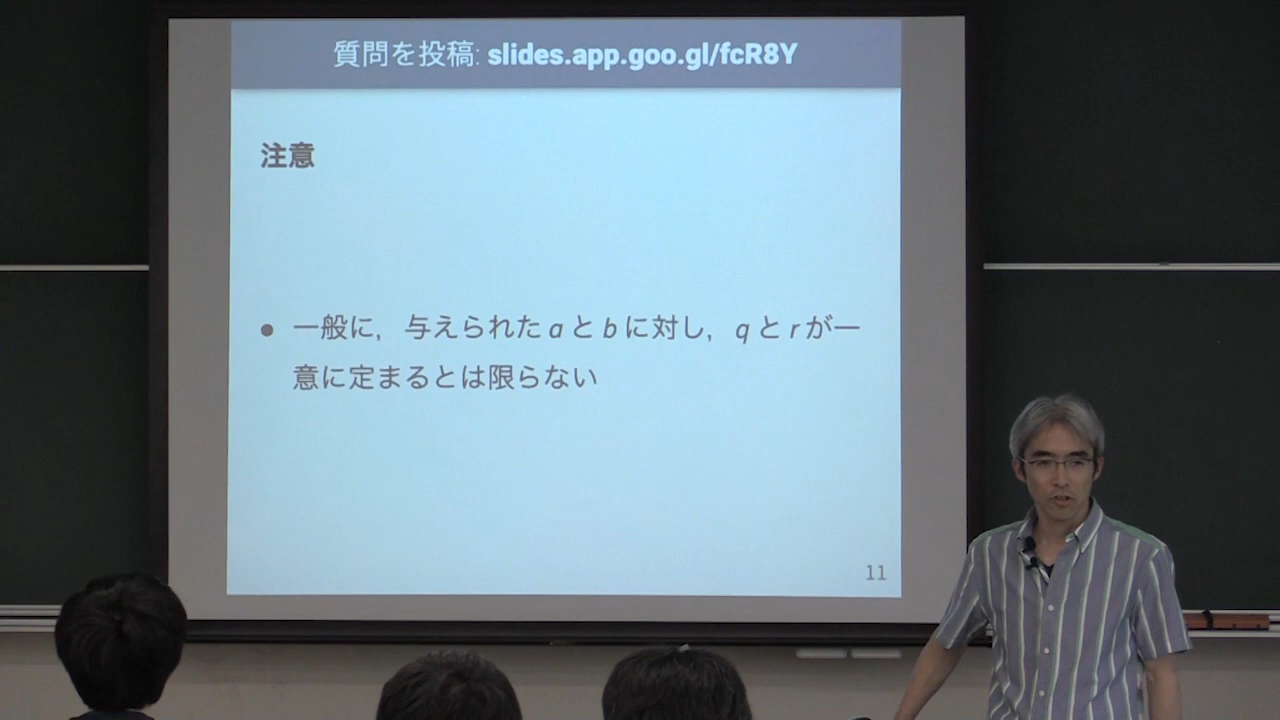 質問を投稿: slides.app.goo.gl/fcR8Y
注意
● 一般に，与えられた a と b に対し，q と r が一
意に定まるとは限らない
11